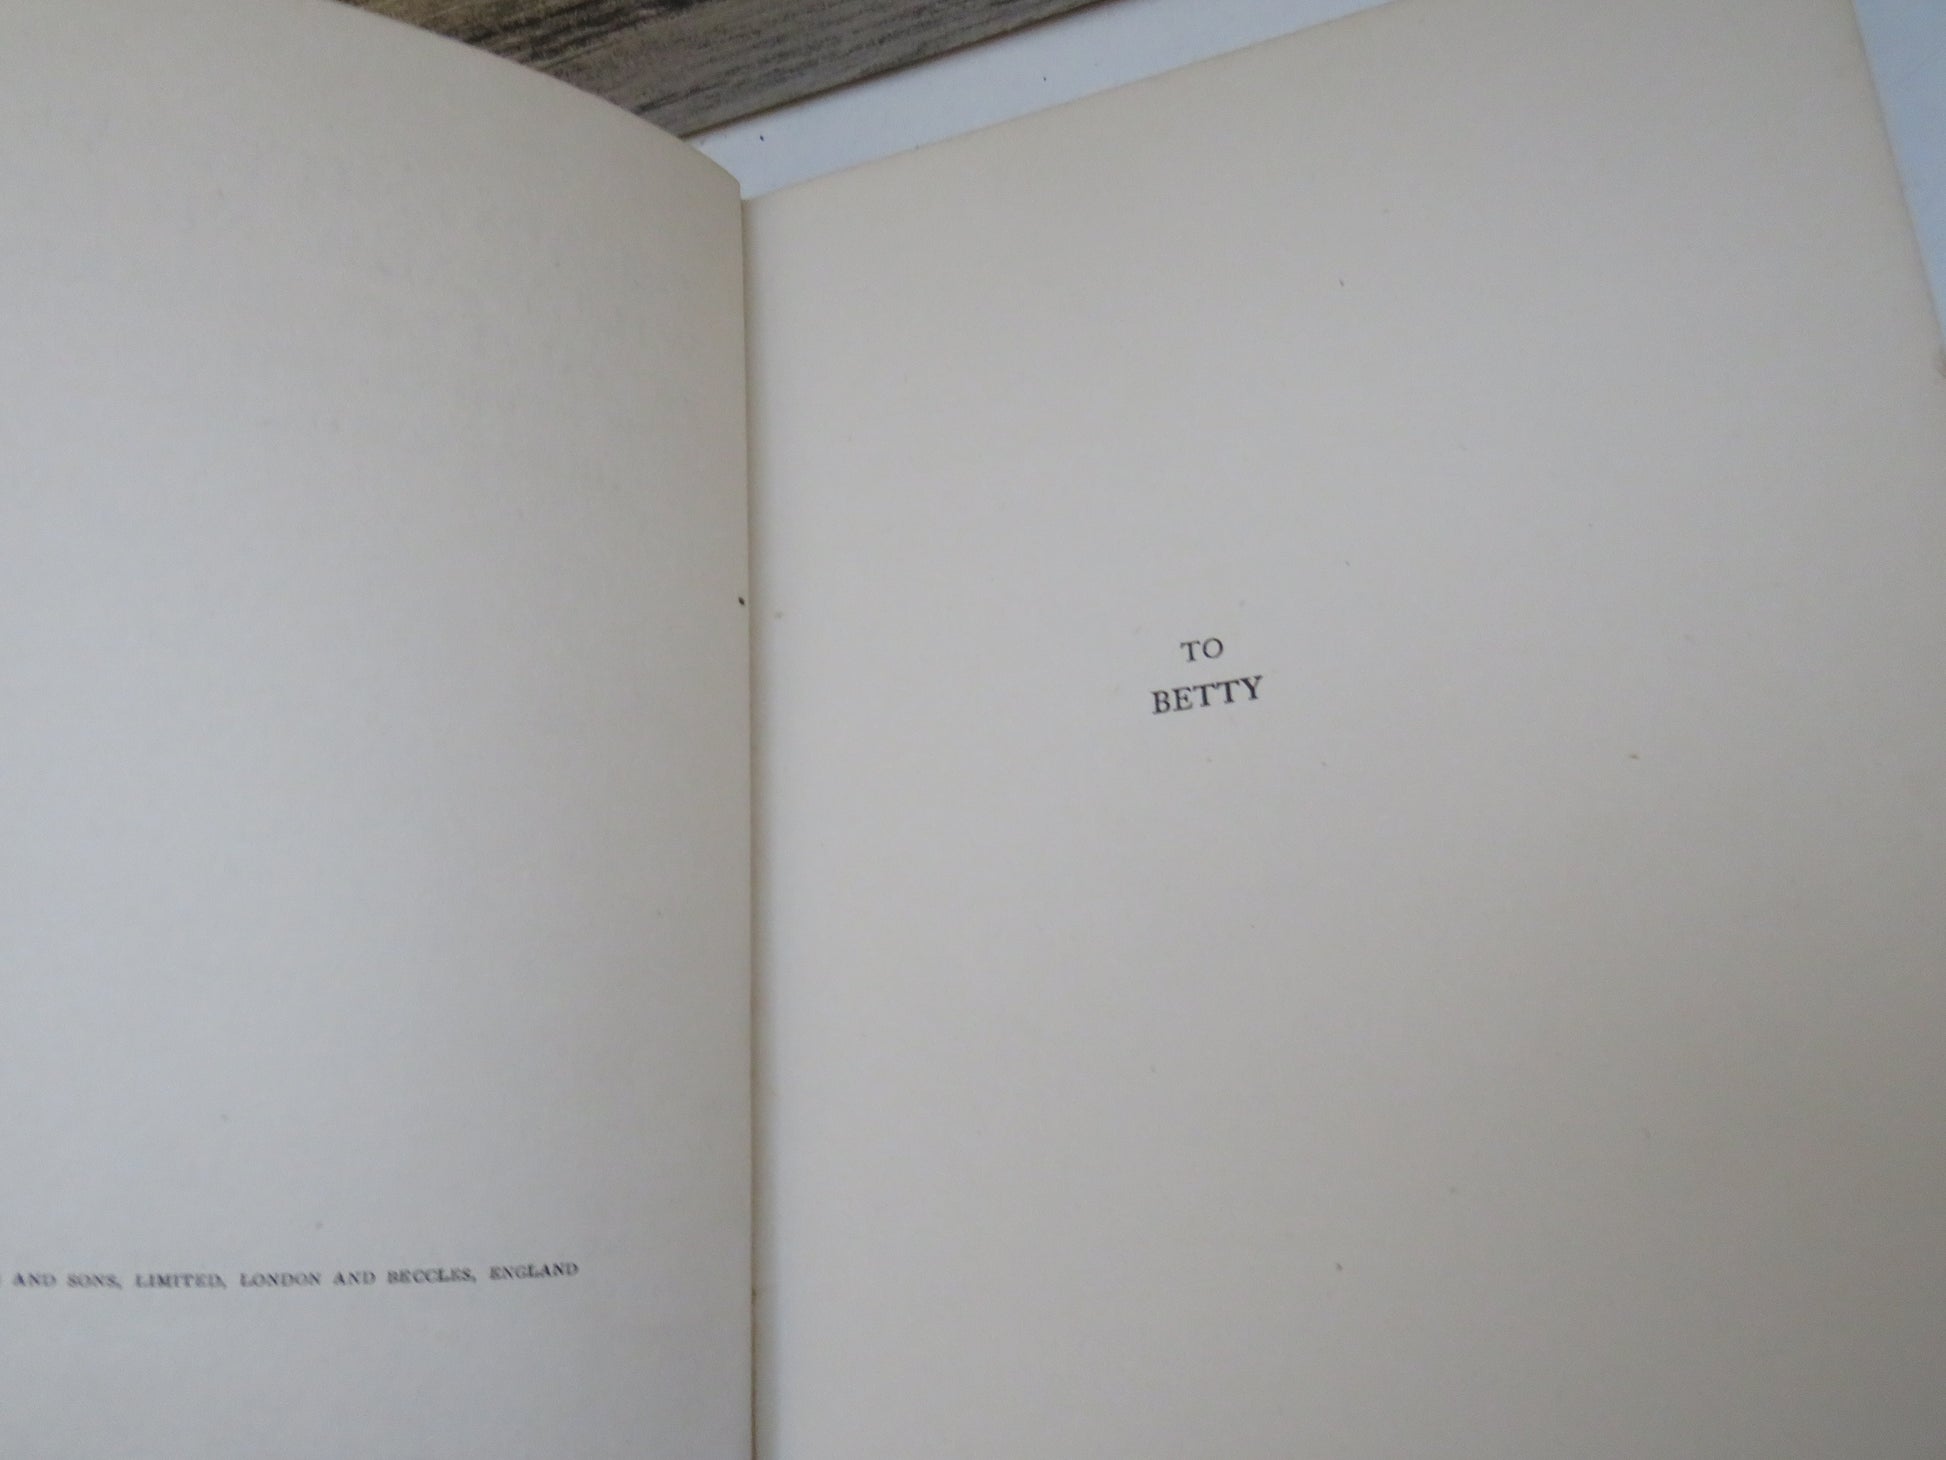 AND SONS, LIMITED, LONDON AND BECCLES, ENGLAND
TO
BETTY